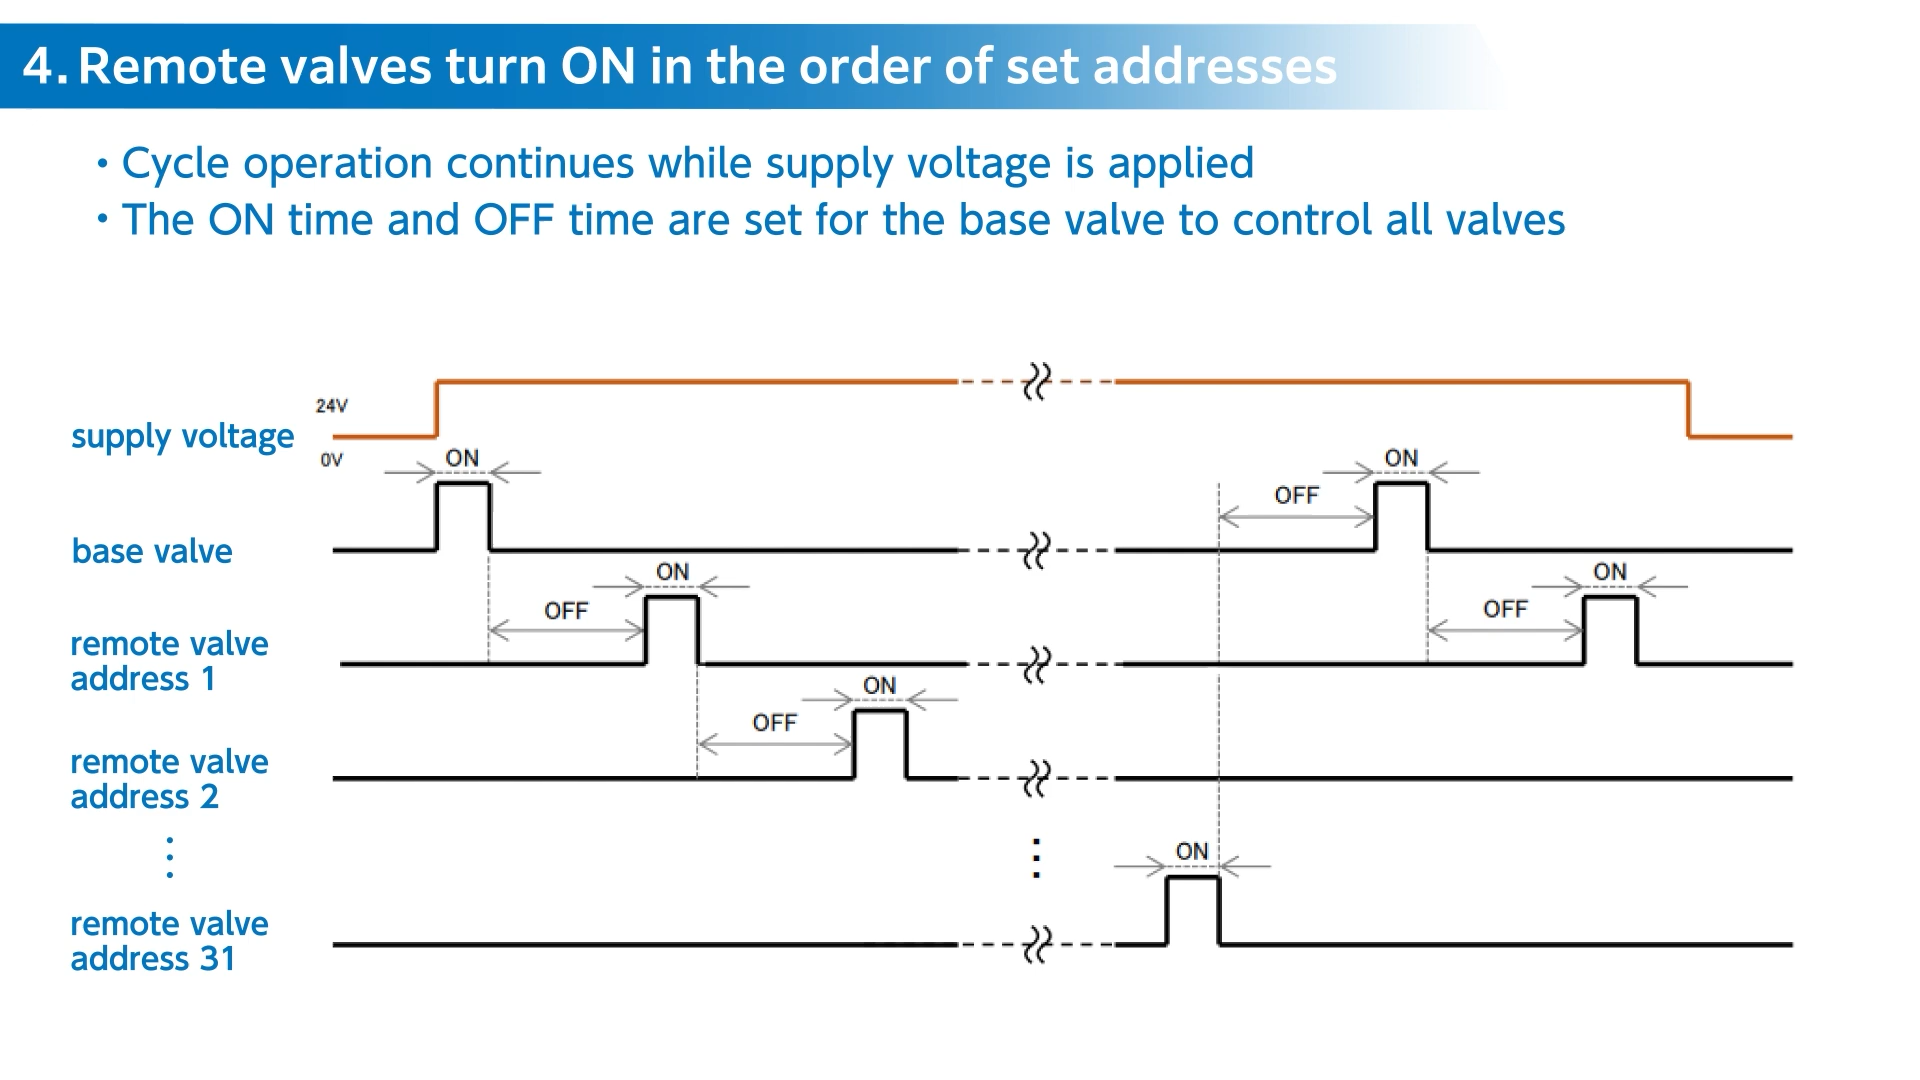 4. Remote valves turn ON in the order of set addresses
・Cycle operation continues while supply voltage is applied
・The ON time and OFF time are set for the base valve to control all valves
24V
supply voltage
0V
ON
ON
OFF
base valve
ON
ON
OFF
OFF
remote valve
address 1
ON
OFF
remote valve
address 2
ON
remote valve
address 31